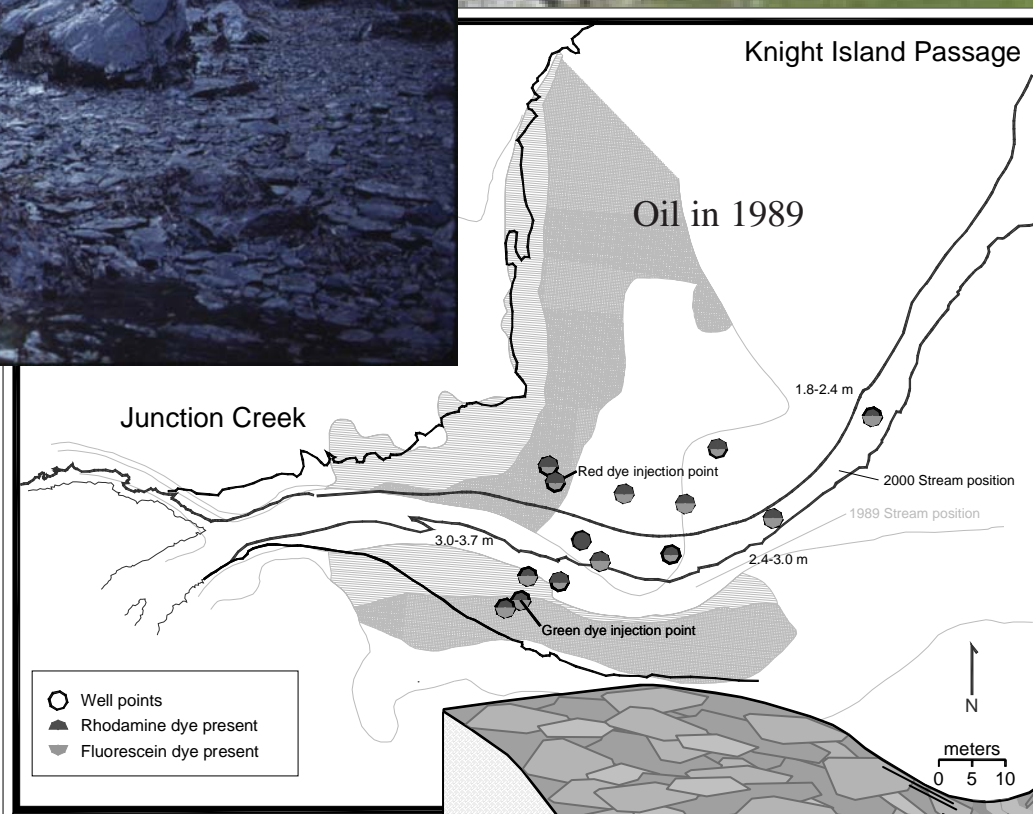 Knight Island Passage
Oil in 1989
1.8-2.4 m
Junction Creek
Red dye injection point
2000 Stream position
1989 Stream position
3.0-3.7 m
2.4-3.0 m
Green dye injection point
Well points
Rhodamine dye present
Fluorescein dye present
N
meters
0 5 10